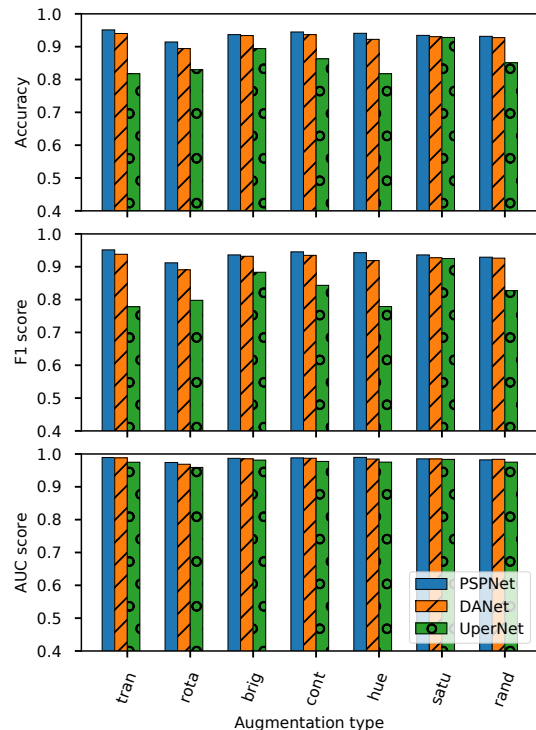 1.0
0.9
0.8
0.7
0.6
0.5
0.4
Accuracy
1.0
0.9
0.8
0.7
0.6
0.5
0.4
F1 score
1.0
0.9
0.8
0.7
0.6
0.5
0.4
AUC score
PSPNet
DANet
UperNet
tran rota brig cont hue satu rand
Augmentation type